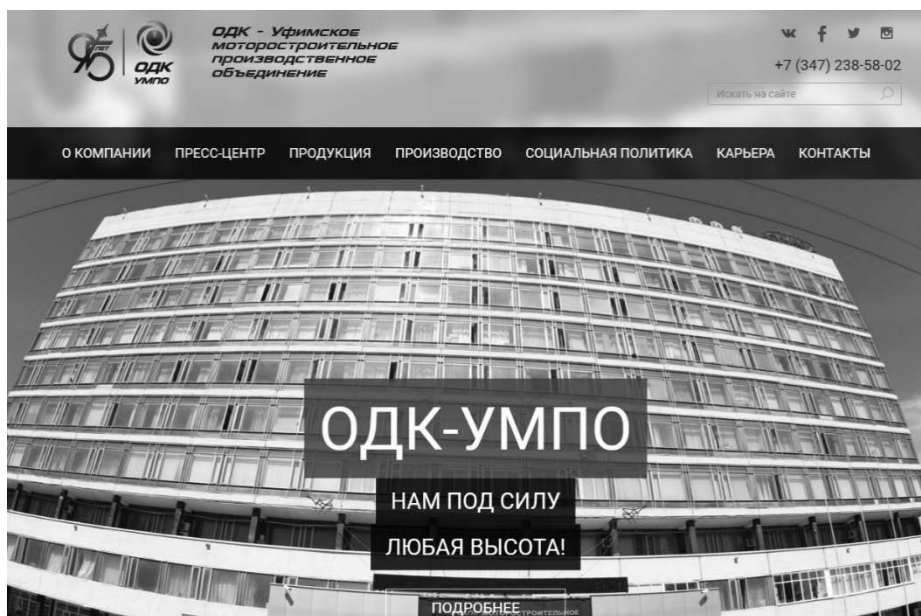 95 ЛЕТ
ОДК
УМПО
ОДК - Уфимское
моторостроительное
производственное
объединение
+7 (347) 238-58-02
Искать на сайте
О КОМПАНИИ ПРЕСС-ЦЕНТР ПРОДУКЦИЯ ПРОИЗВОДСТВО СОЦИАЛЬНАЯ ПОЛИТИКА КАРЬЕРА КОНТАКТЫ
ОДК-УМПО
НАМ ПОД СИЛУ
ЛЮБАЯ ВЫСОТА!
ПОДРОБНЕЕ